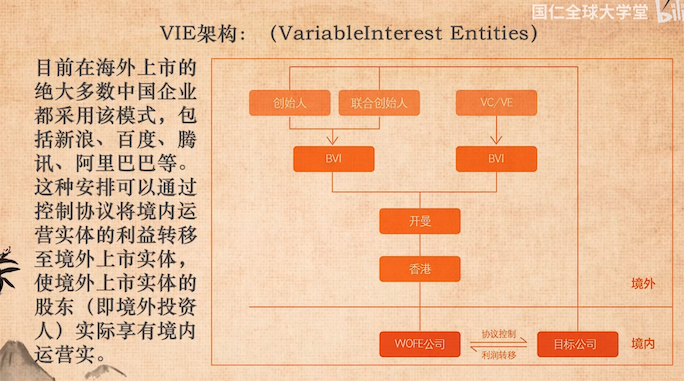 国仁全球大学堂
VIE架构：（VariableInterest Entities）
目前在海外上市的
绝大多数中国企业
都采用该模式，包
括新浪、百度、腾
讯、阿里巴巴等。
这种安排可以通过
控制协议将境内运
营实体的利益转移
至境外上市实体，
使境外上市实体的
股东（即境外投资
人）实际享有境内
运营实。
创始人
联合创始人
VC/VE
BVI
BVI
开曼
香港
境外
WOFE公司
协议控制
利润转移
目标公司
境内